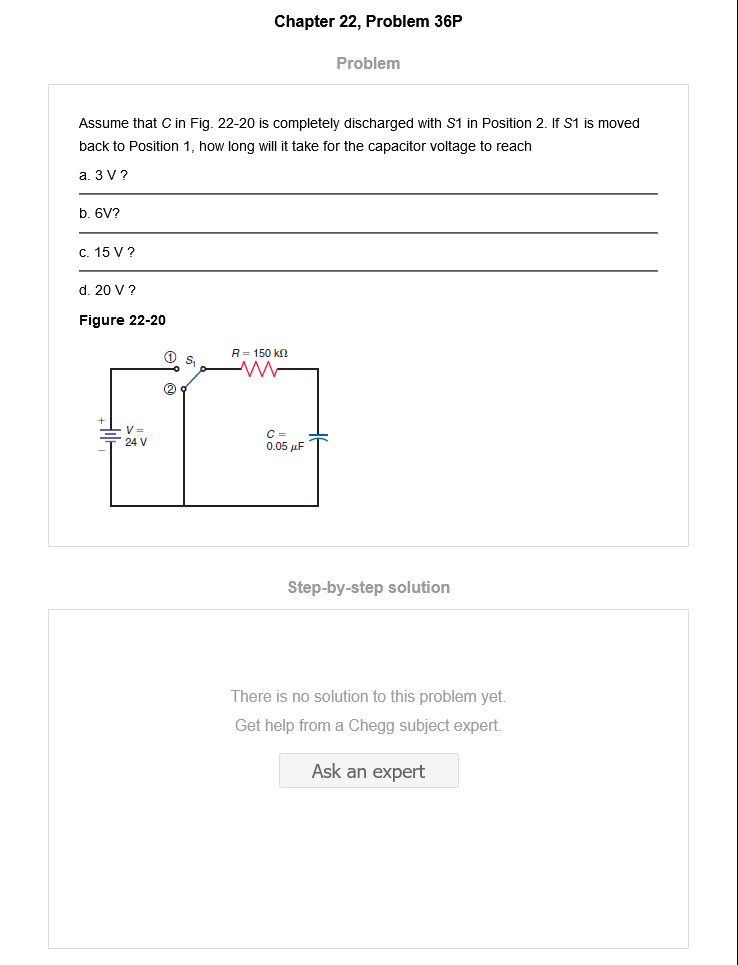 Chapter 22, Problem 36P
Problem
Assume that C in Fig. 22-20 is completely discharged with S1 in Position 2. If S1 is moved
back to Position 1, how long will it take for the capacitor voltage to reach
a. 3 V ?
b. 6V?
c. 15 V ?
d. 20 V ?
Figure 22-20
① S₁
R = 150 kΩ
②
+
V =
24 V
−
C =
0.05 μF
Step-by-step solution
There is no solution to this problem yet.
Get help from a Chegg subject expert.
Ask an expert